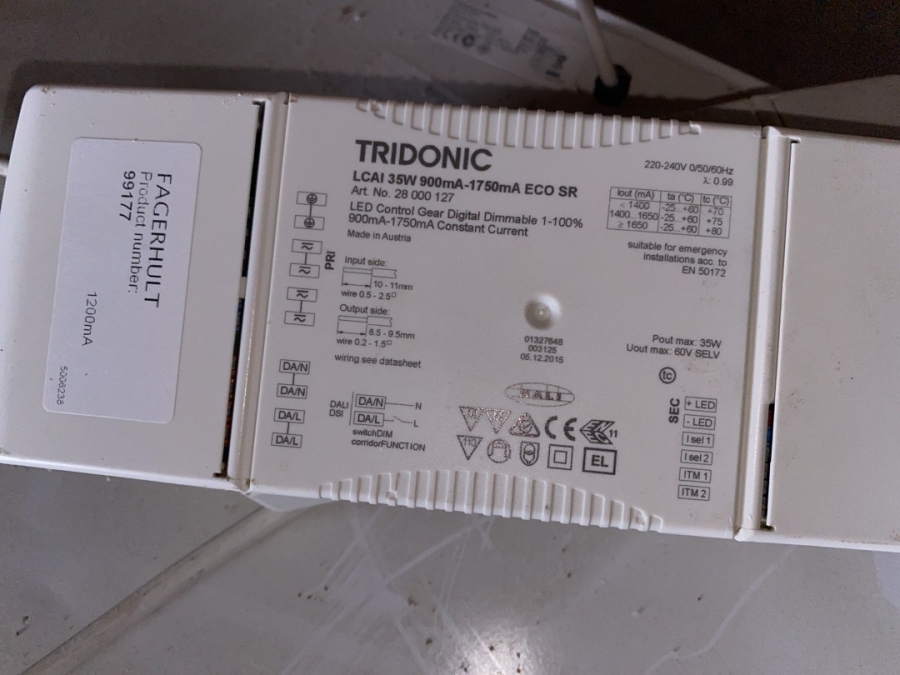 FAGERHULT
Product number:
99177
1200mA
5006238
TRIDONIC
LCAI 35W 900mA-1750mA ECO SR
Art. No. 28 000 127
LED Control Gear Digital Dimmable 1-100%
900mA-1750mA Constant Current
Made in Austria
220-240V 0/50/60Hz
λ: 0.99
Iout (mA) ta (°C) tc (°C)
< 1400 -25...+60 +70
1400...1650 -25...+60 +75
≥ 1650 -25...+60 +80
suitable for emergency
installations acc. to
EN 50172
PRI
Input side:
10 - 11mm
wire 0.5 - 2.5□
Output side:
8.5 - 9.5mm
wire 0.2 - 1.5□
wiring see datasheet
01327648
003125
05.12.2015
Pout max: 35W
Uout max: 60V SELV
tc
DA/N
DA/N
DA/L
DA/L
DALI
DSI
DA/N N
DA/L L
switchDIM
corridorFUNCTION
DALI
CE
11
110
EL
SEC
+ LED
- LED
I sel 1
I sel 2
ITM 1
ITM 2